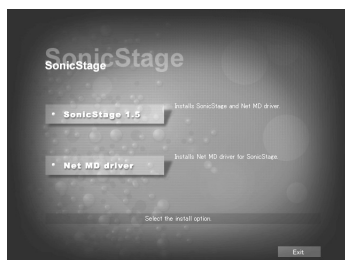 SonicStage
SonicStage
SonicStage 1.5
Installs SonicStage and Net MD driver.
Net MD driver
Installs Net MD driver for SonicStage.
Select the install option.
Exit